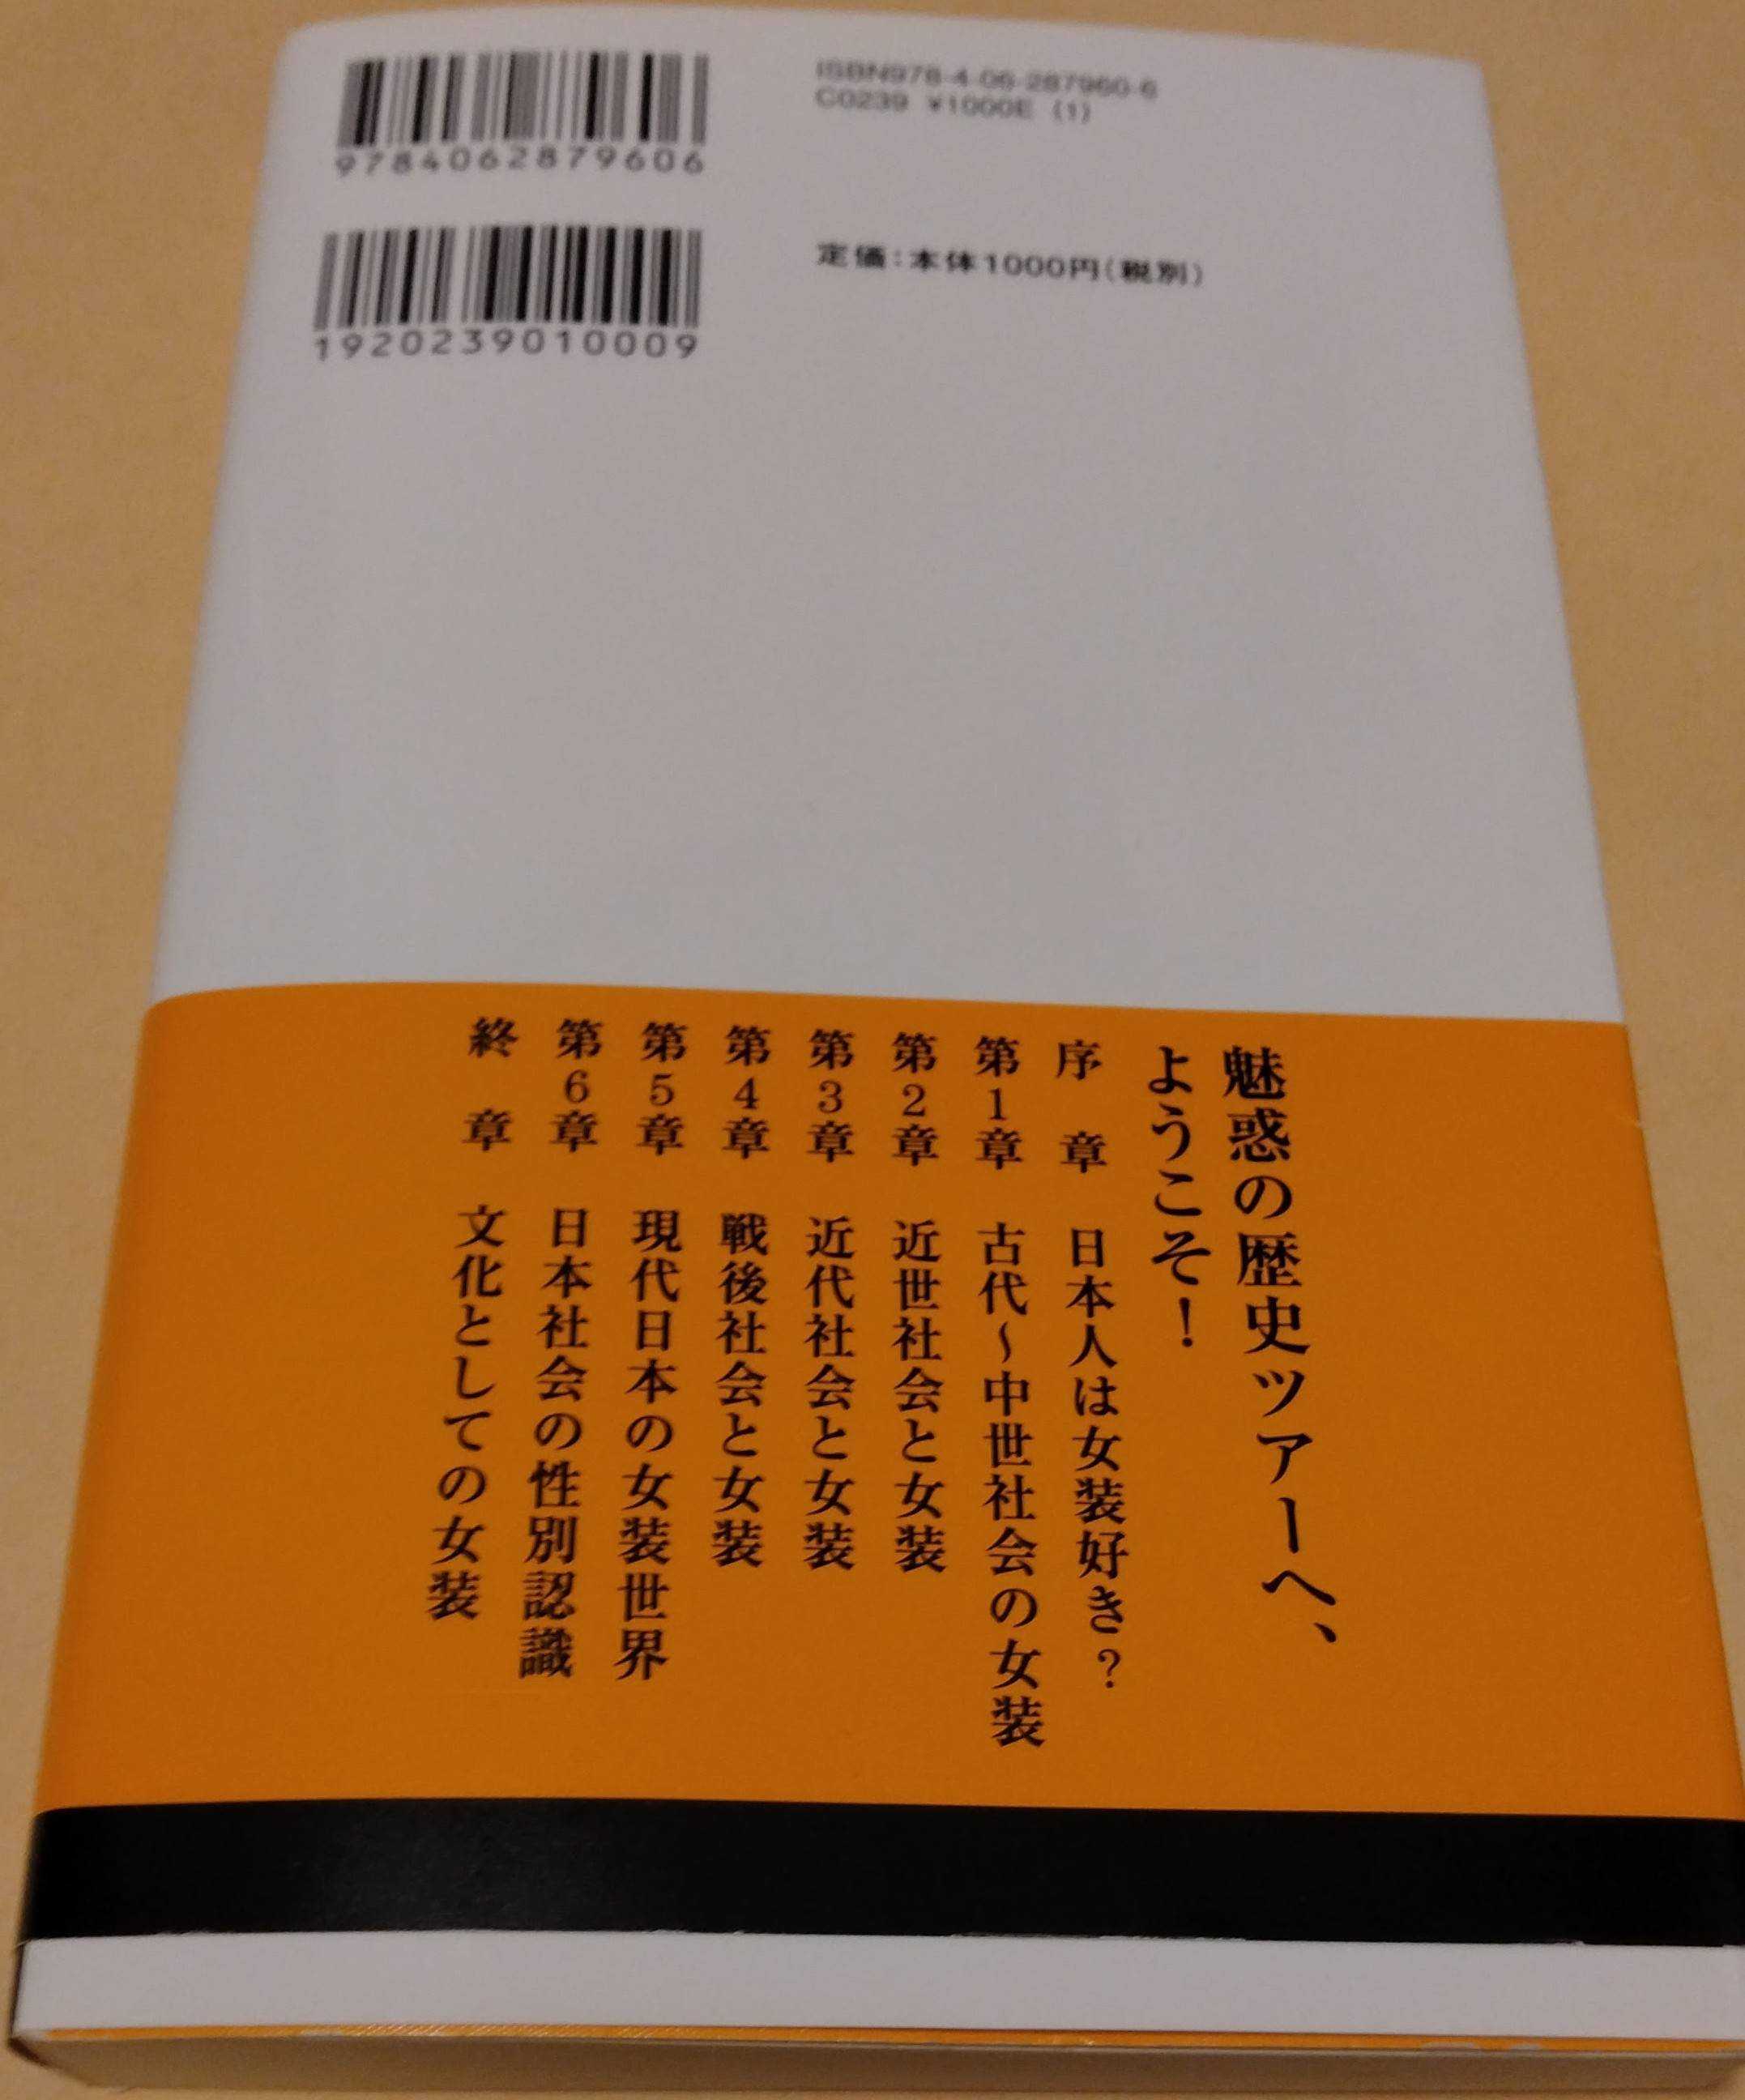 9784062879606
ISBN978-4-06-287960-6
C0239 ¥1000E (1)
1920239010009
定価：本体1000円（税別）
魅惑の歴史ツアーへ、
ようこそ！
序　章　日本人は女装好き？
第1章　古代～中世社会の女装
第2章　近世社会と女装
第3章　近代社会と女装
第4章　戦後社会と女装
第5章　現代日本の女装世界
第6章　日本社会の性別認識
終　章　文化としての女装